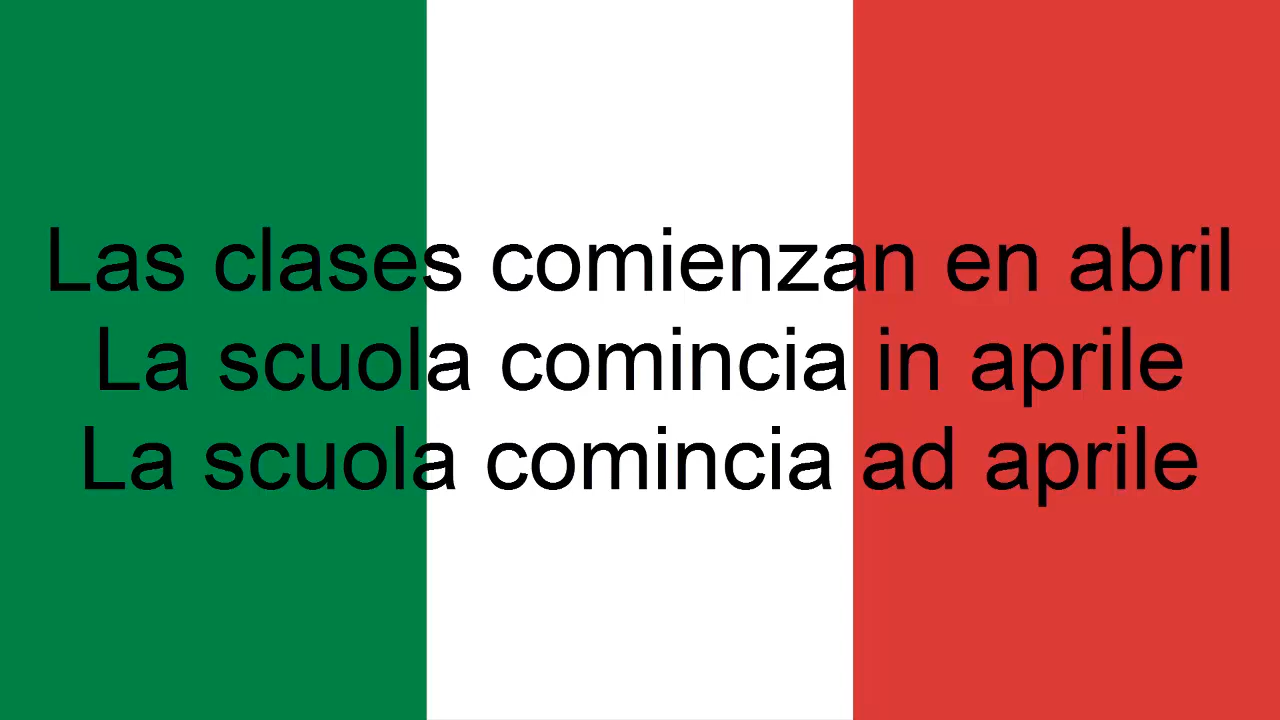 Las clases comienzan en abril
La scuola comincia in aprile
La scuola comincia ad aprile